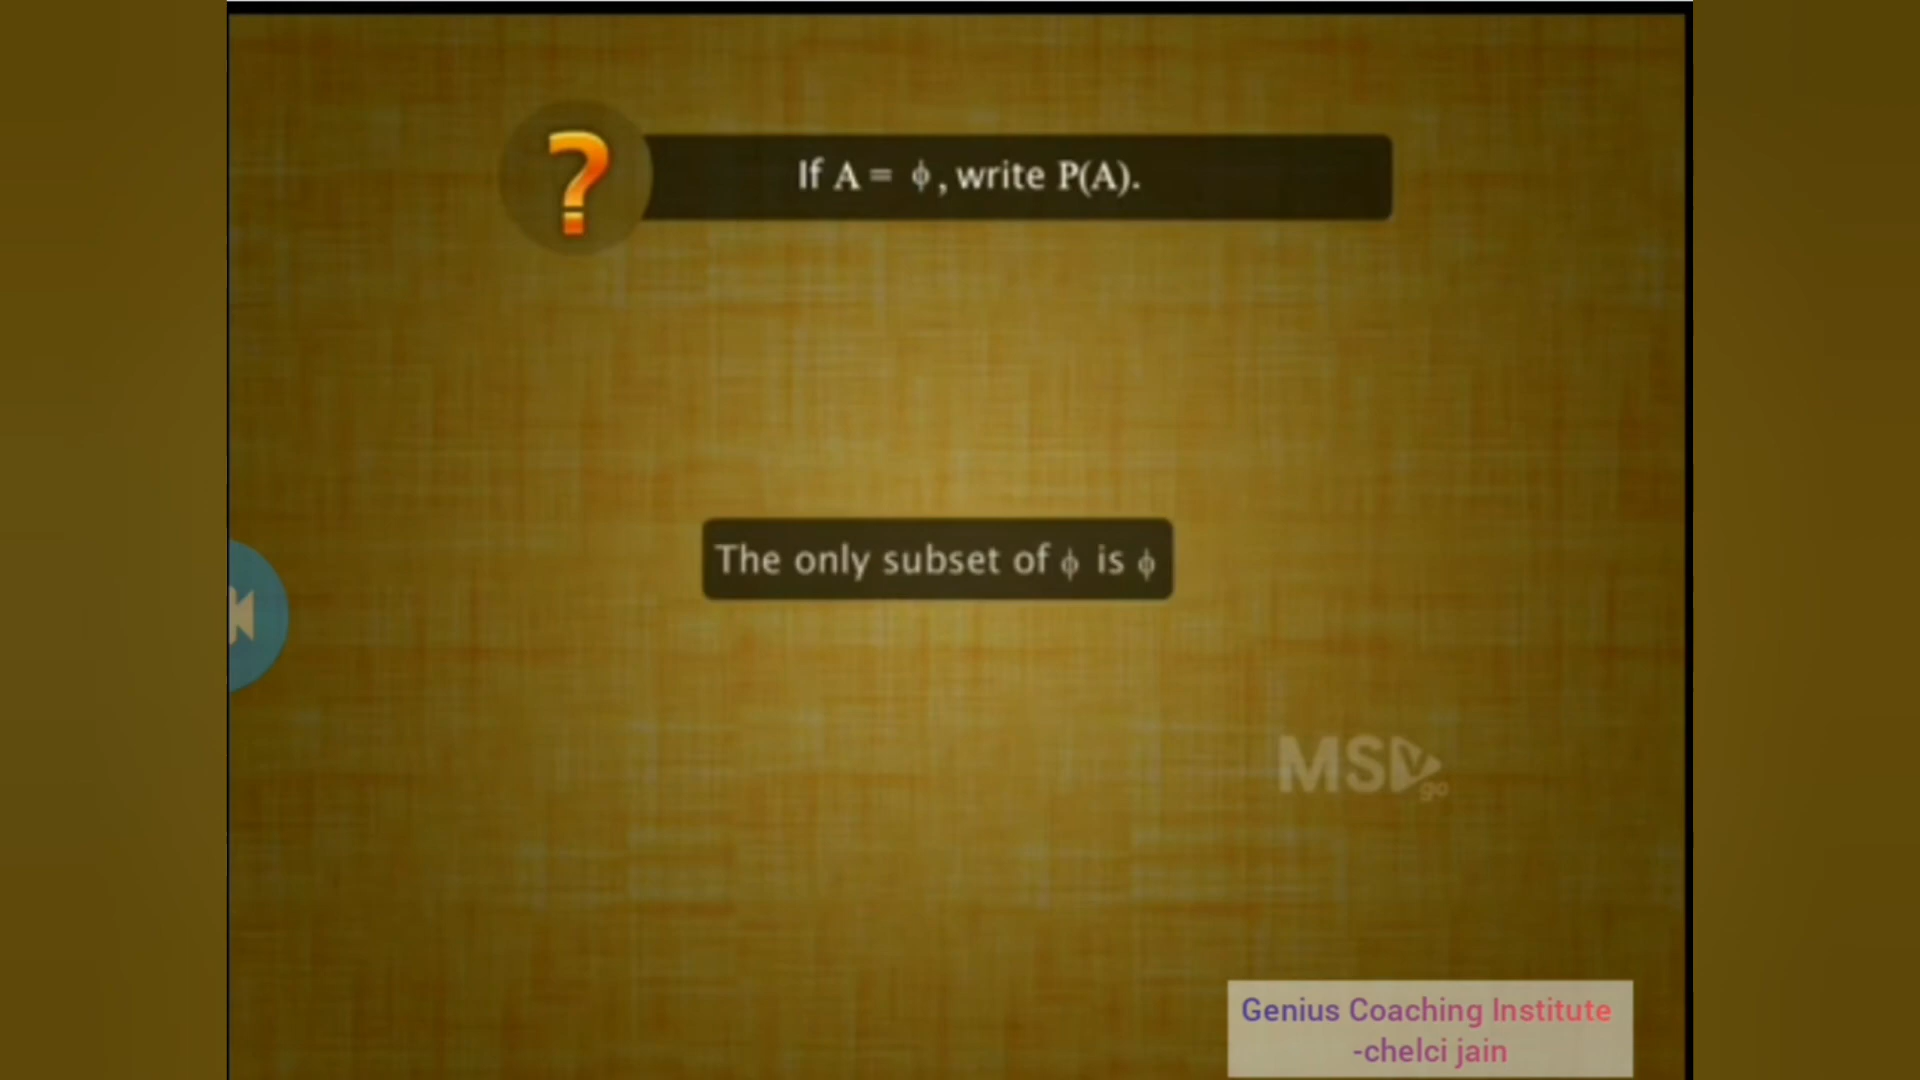 ?
If A = ϕ, write P(A).
The only subset of ϕ is ϕ
MSV
go
Genius Coaching Institute
-chelci jain